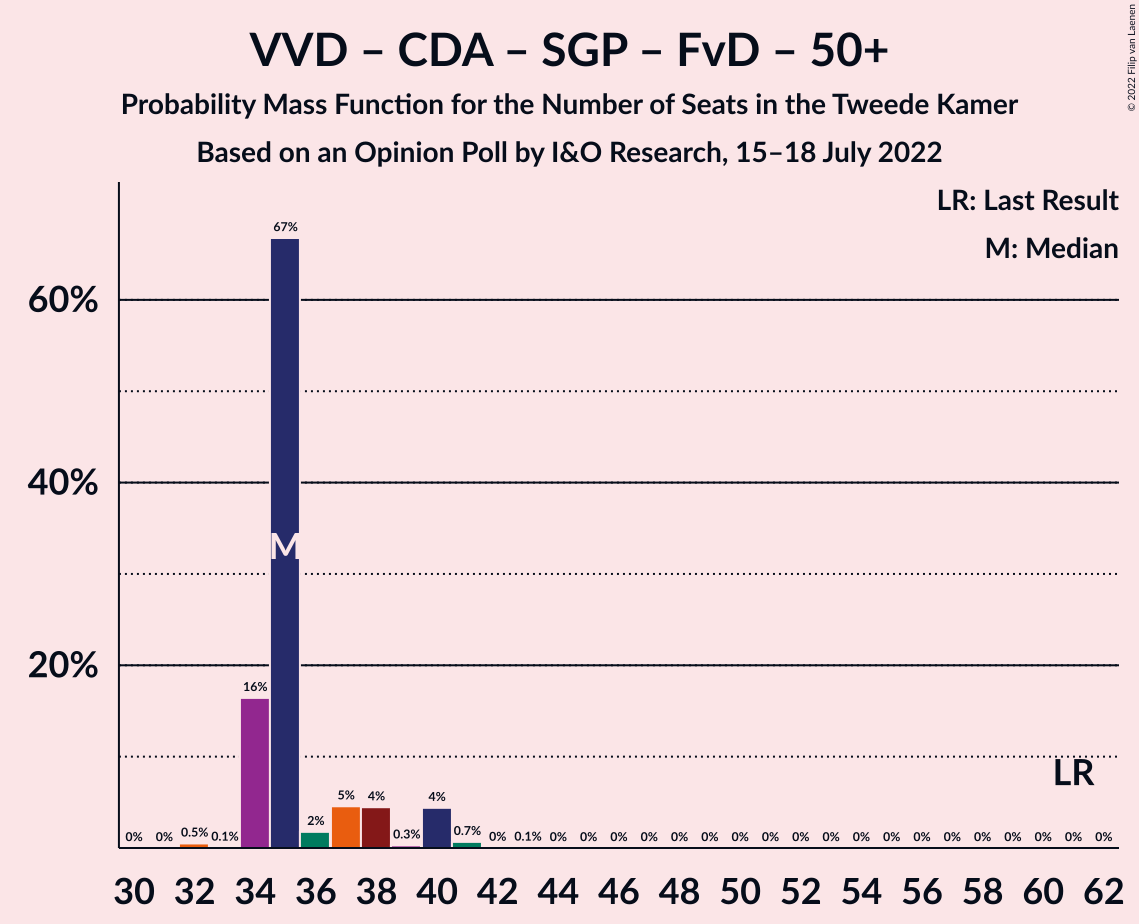 VVD – CDA – SGP – FvD – 50+
Probability Mass Function for the Number of Seats in the Tweede Kamer
Based on an Opinion Poll by I&O Research, 15–18 July 2022
© 2022 Filip van Laenen
LR: Last Result
M: Median
60%
40%
20%
0% 0% 0.5% 0.1% 16% 67% 2% 5% 4% 0.3% 4% 0.7% 0% 0.1% 0% 0% 0% 0% 0% 0% 0% 0% 0% 0% 0% 0% 0% 0% 0% 0% 0% 0% 0%
M
LR
30 32 34 36 38 40 42 44 46 48 50 52 54 56 58 60 62